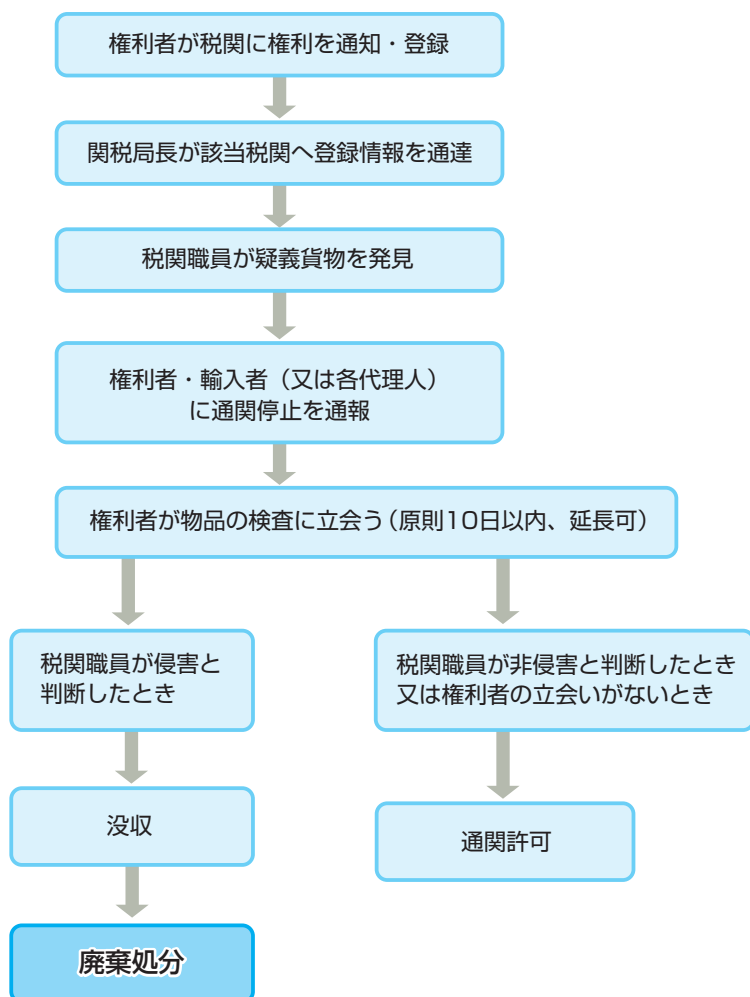 権利者が税関に権利を通知・登録
関税局長が該当税関へ登録情報を通達
税関職員が疑義貨物を発見
権利者・輸入者（又は各代理人）
に通関停止を通報
権利者が物品の検査に立会う（原則10日以内、延長可）
税関職員が侵害と
判断したとき
税関職員が非侵害と判断したとき
又は権利者の立会いがないとき
没収
通関許可
廃棄処分